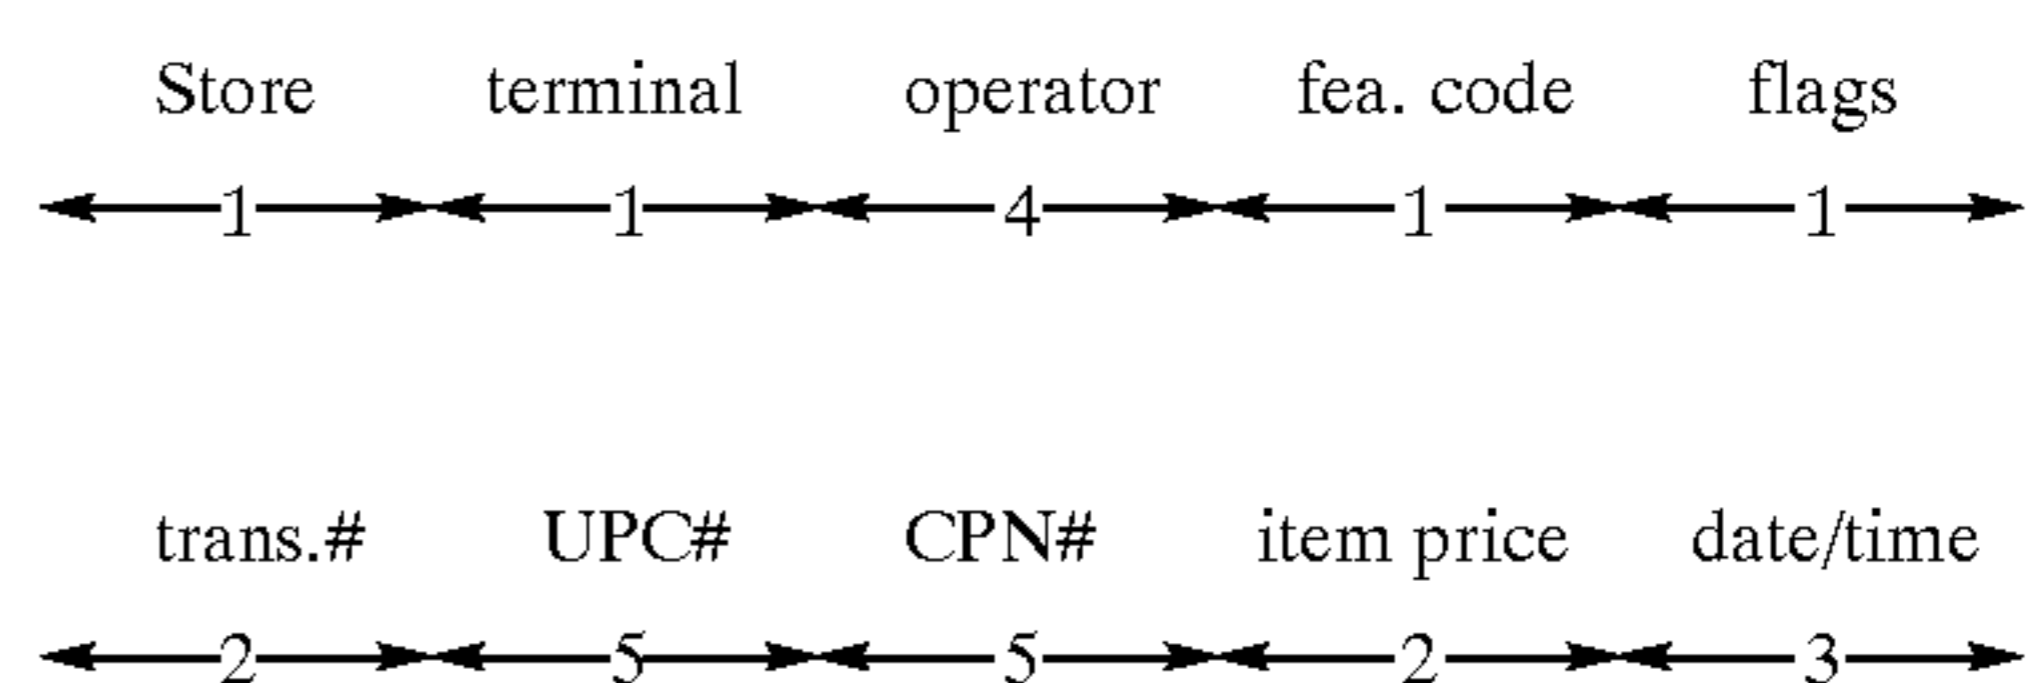 Store terminal operator fea. code flags
1 1 4 1 1
trans.# UPC# CPN# item price date/time
2 5 5 2 3